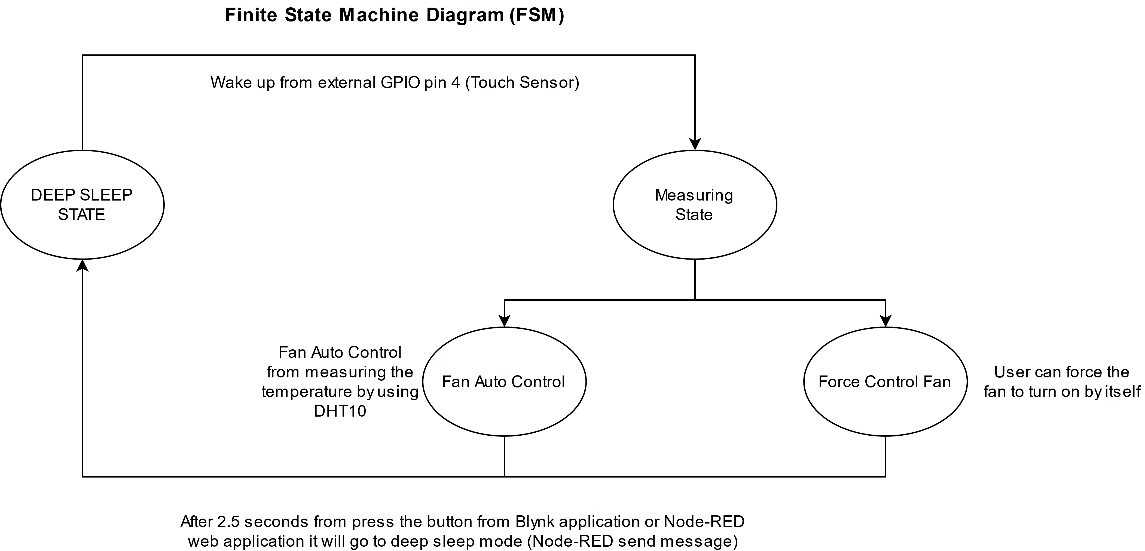 Finite State Machine Diagram (FSM)
Wake up from external GPIO pin 4 (Touch Sensor)
DEEP SLEEP
STATE
Measuring
State
Fan Auto Control
from measuring the
temperature by using
DHT10
Fan Auto Control
Force Control Fan
User can force the
fan to turn on by itself
After 2.5 seconds from press the button from Blynk application or Node-RED
web application it will go to deep sleep mode (Node-RED send message)